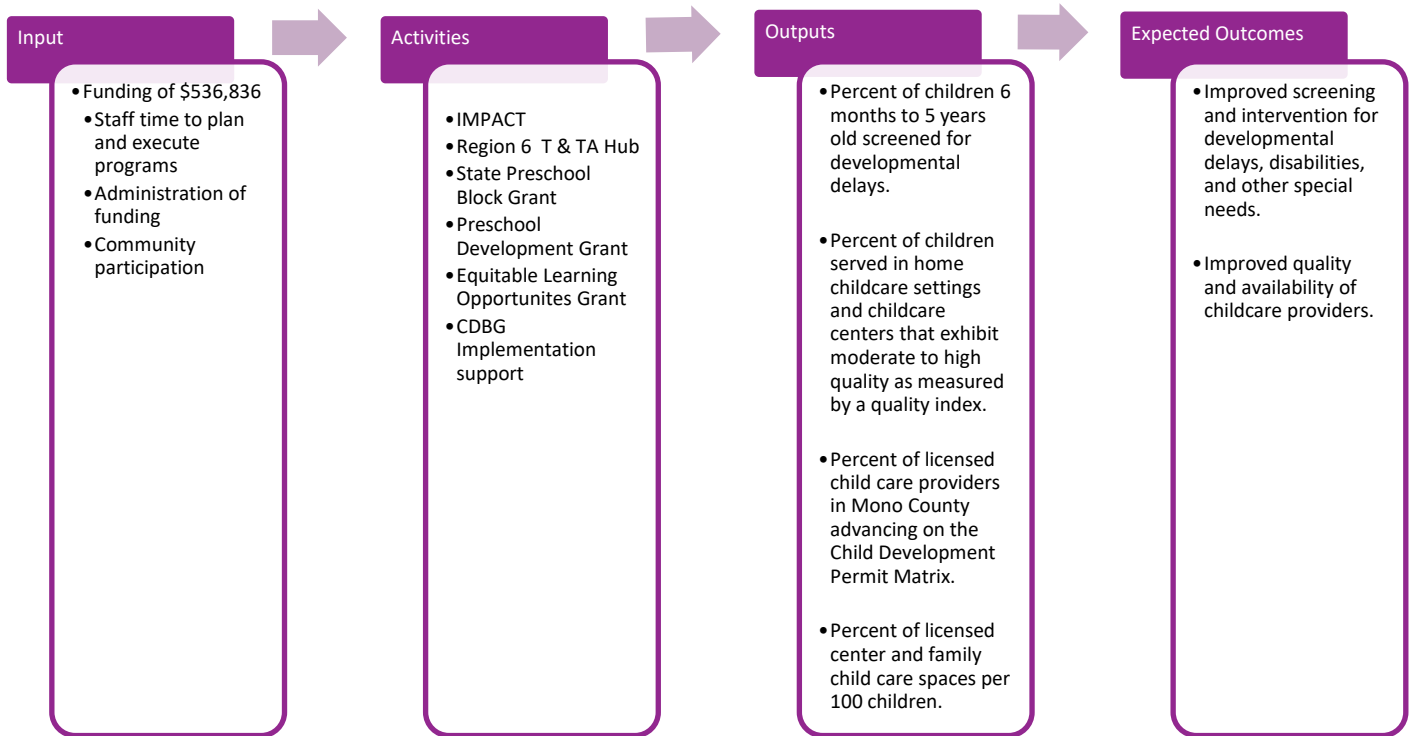 Input
• Funding of $536,836
• Staff time to plan
and execute
programs
• Administration of
funding
• Community
participation
Activities
• IMPACT
• Region 6 T & TA Hub
• State Preschool
Block Grant
• Preschool
Development Grant
• Equitable Learning
Opportunites Grant
• CDBG
Implementation
support
Outputs
• Percent of children 6
months to 5 years
old screened for
developmental
delays.
• Percent of children
served in home
childcare settings
and childcare
centers that exhibit
moderate to high
quality as measured
by a quality index.
• Percent of licensed
child care providers
in Mono County
advancing on the
Child Development
Permit Matrix.
• Percent of licensed
center and family
child care spaces per
100 children.
Expected Outcomes
• Improved screening
and intervention for
developmental
delays, disabilities,
and other special
needs.
• Improved quality
and availability of
childcare providers.